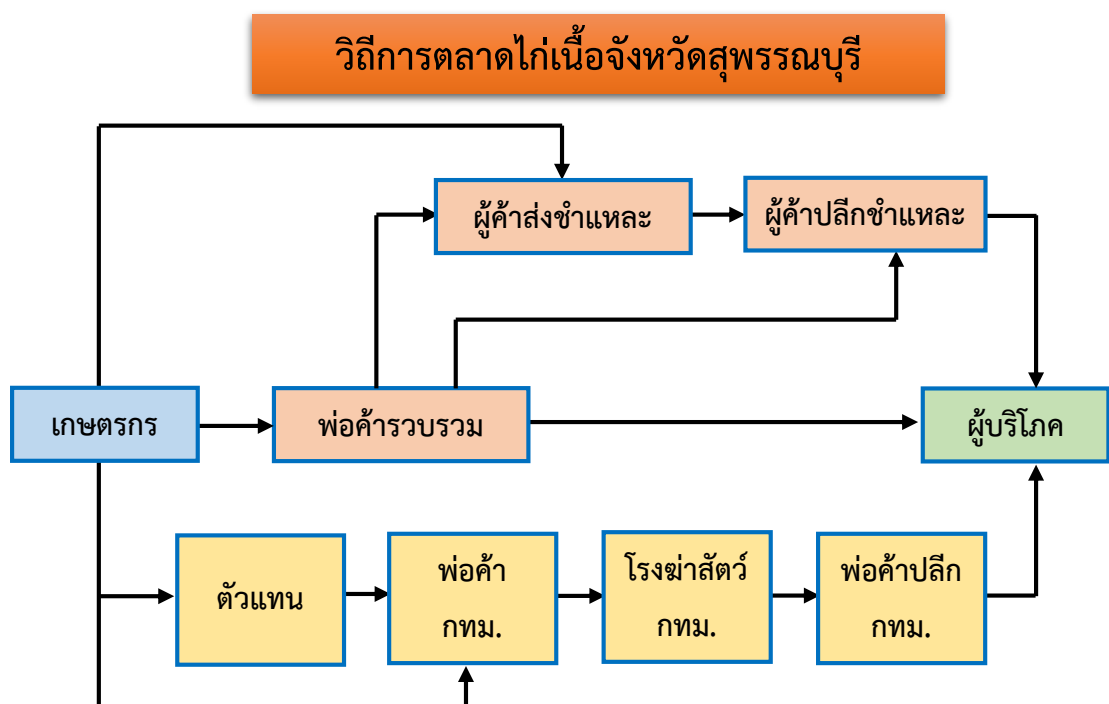 วิถีการตลาดไก่เนื้อจังหวัดสุพรรณบุรี
ผู้ค้าส่งชำแหละ
ผู้ค้าปลีกชำแหละ
เกษตรกร
พ่อค้ารวบรวม
ผู้บริโภค
ตัวแทน
พ่อค้า
กทม.
โรงฆ่าสัตว์
กทม.
พ่อค้าปลีก
กทม.